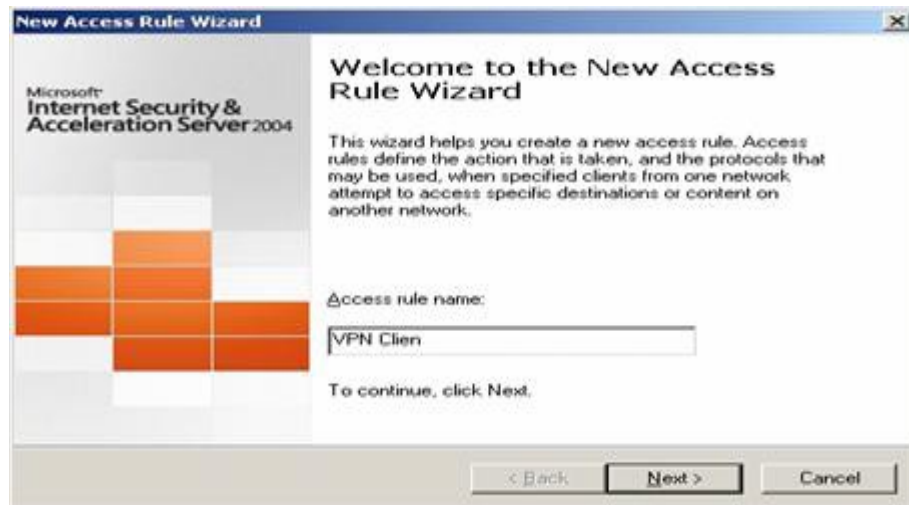 New Access Rule Wizard
Microsoft
Internet Security &
Acceleration Server 2004
Welcome to the New Access
Rule Wizard
This wizard helps you create a new access rule. Access
rules define the action that is taken, and the protocols that
may be used, when specified clients from one network
attempt to access specific destinations or content on
another network.
Access rule name:
VPN Clien
To continue, click Next.
< Back
Next >
Cancel